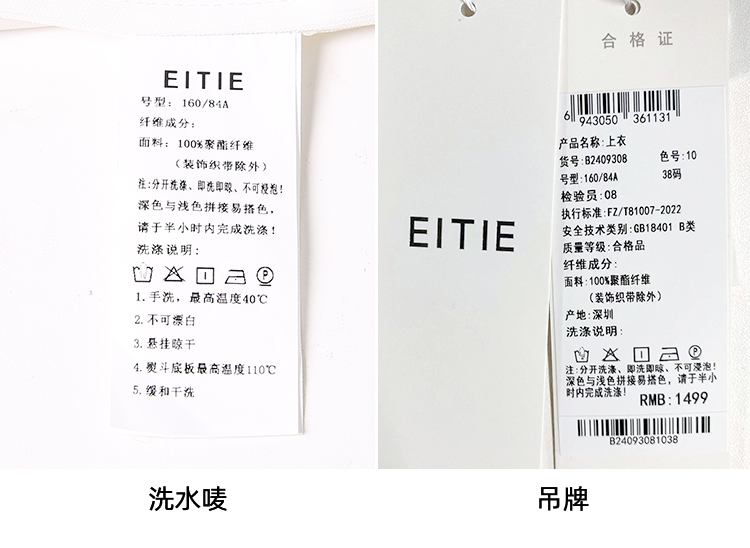 EITIE
号型: 160/84A
纤维成分:
面料: 100%聚酯纤维
(装饰织带除外)
注:分开洗涤、即洗即晾、不可浸泡!
深色与浅色拼接易搭色,
请于半小时内完成洗涤!
洗涤说明:
P
1.手洗, 最高温度40℃
2.不可漂白
3.悬挂晾干
4.熨斗底板最高温度110℃
5.缓和干洗
洗水唛
EITIE
合格证
6 943050 361131
产品名称:上衣
货号:B2409308 色号:10
号型:160/84A 38码
检验员:08
执行标准:FZ/T81007-2022
安全技术类别:GB18401 B类
质量等级:合格品
纤维成分:
面料:100%聚酯纤维
(装饰织带除外)
产地:深圳
洗涤说明:
P
注:分开洗涤、即洗即晾、不可浸泡!
深色与浅色拼接易搭色,请于半小
时内完成洗涤!
RMB:1499
B24093081038
吊牌